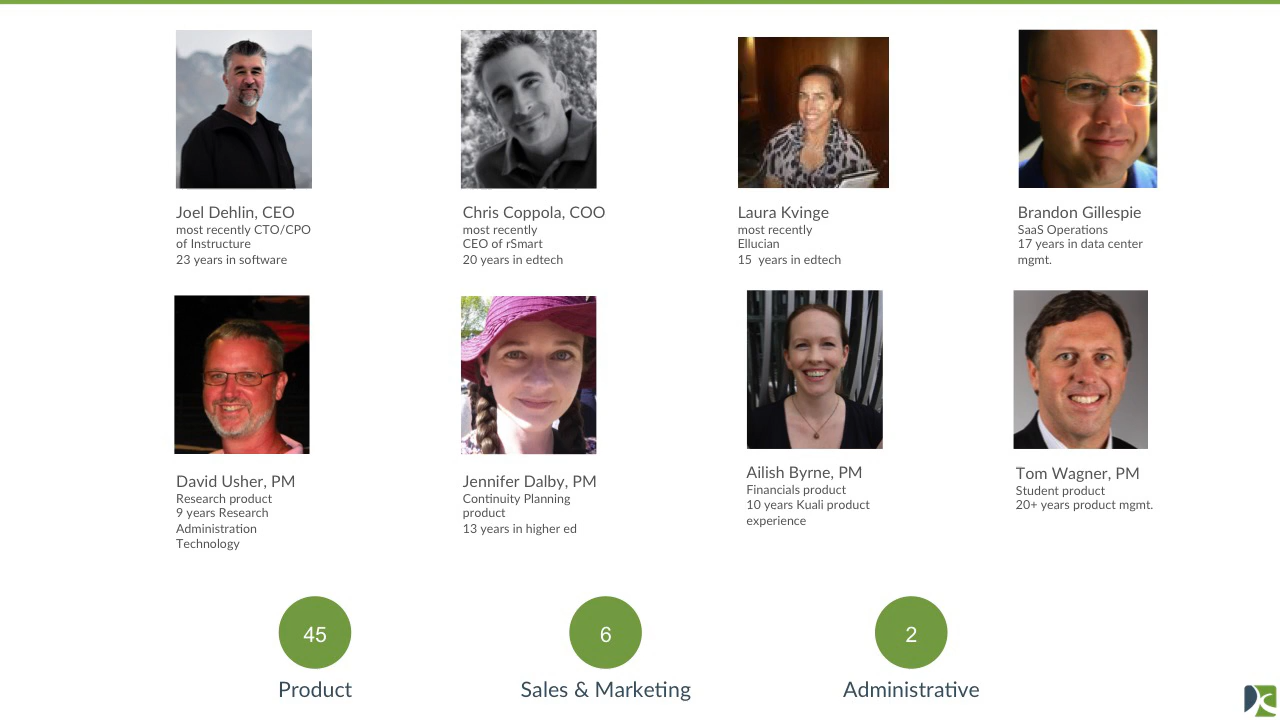 Joel Dehlin, CEO
most recently CTO/CPO
of Instructure
23 years in software
Chris Coppola, COO
most recently
CEO of rSmart
20 years in edtech
Laura Kvinge
most recently
Ellucian
15  years in edtech
Brandon Gillespie
SaaS Operations
17 years in data center
mgmt.
David Usher, PM
Research product
9 years Research
Administration
Technology
Jennifer Dalby, PM
Continuity Planning
product
13 years in higher ed
Ailish Byrne, PM
Financials product
10 years Kuali product
experience
Tom Wagner, PM
Student product
20+ years product mgmt.
45
Product
6
Sales & Marketing
2
Administrative